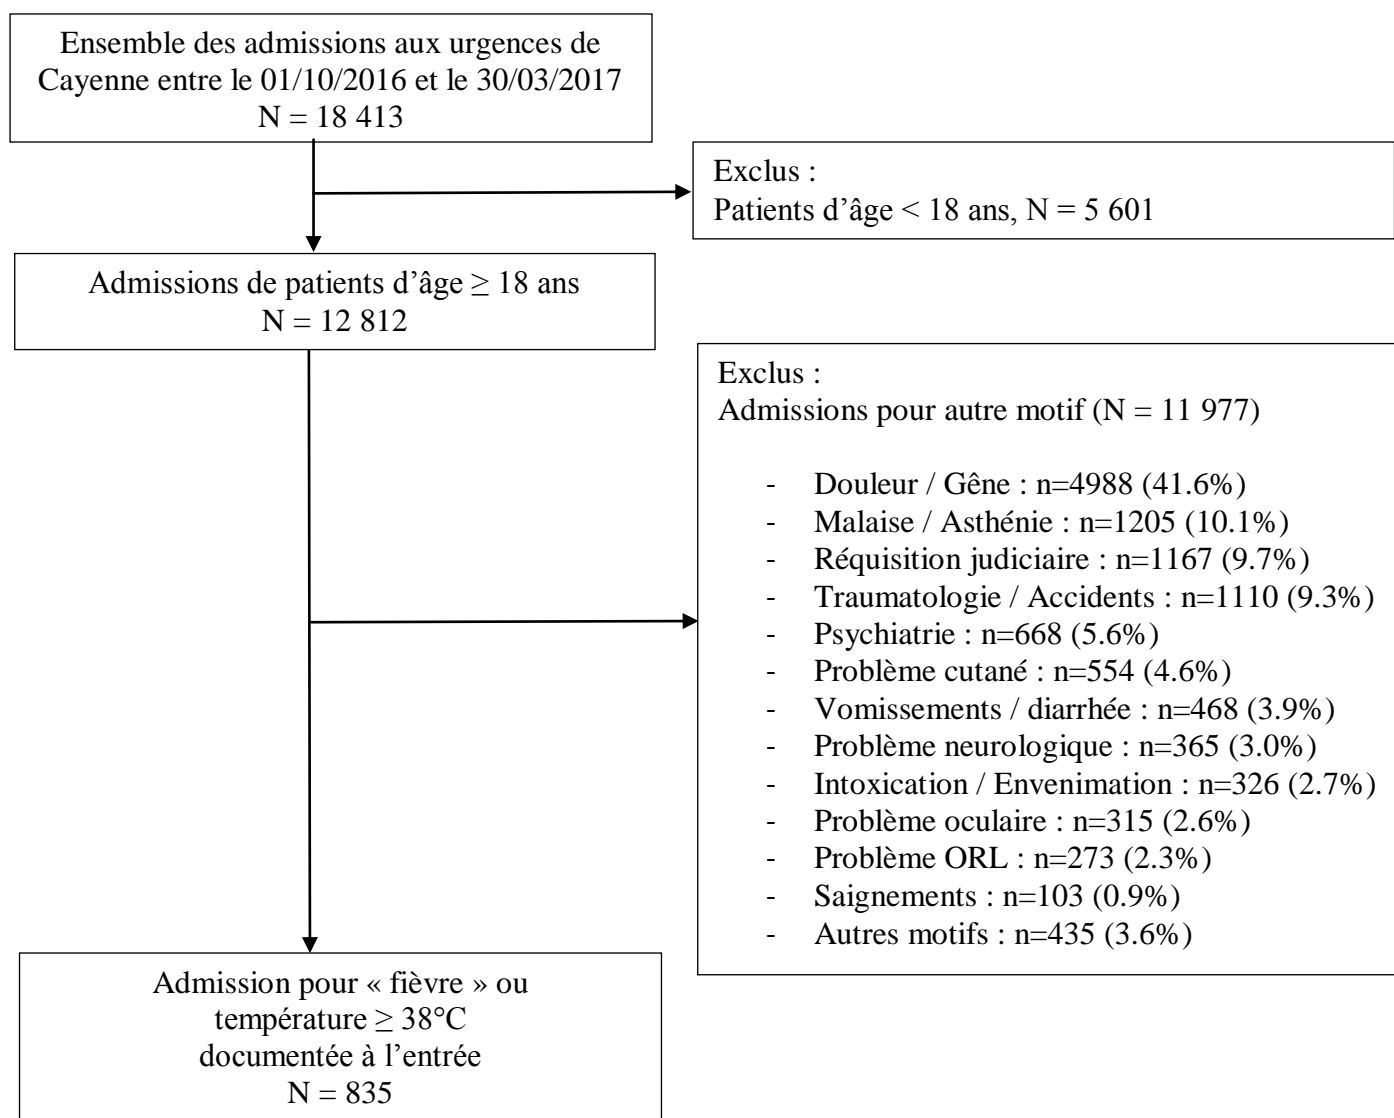 Ensemble des admissions aux urgences de
Cayenne entre le 01/10/2016 et le 30/03/2017
N = 18 413
Exclus :
Patients d’âge < 18 ans, N = 5 601
Admissions de patients d’âge ≥ 18 ans
N = 12 812
Exclus :
Admissions pour autre motif (N = 11 977)
- Douleur / Gêne : n=4988 (41.6%)
- Malaise / Asthénie : n=1205 (10.1%)
- Réquisition judiciaire : n=1167 (9.7%)
- Traumatologie / Accidents : n=1110 (9.3%)
- Psychiatrie : n=668 (5.6%)
- Problème cutané : n=554 (4.6%)
- Vomissements / diarrhée : n=468 (3.9%)
- Problème neurologique : n=365 (3.0%)
- Intoxication / Envenimation : n=326 (2.7%)
- Problème oculaire : n=315 (2.6%)
- Problème ORL : n=273 (2.3%)
- Saignements : n=103 (0.9%)
- Autres motifs : n=435 (3.6%)
Admission pour « fièvre » ou
température ≥ 38°C
documentée à l’entrée
N = 835